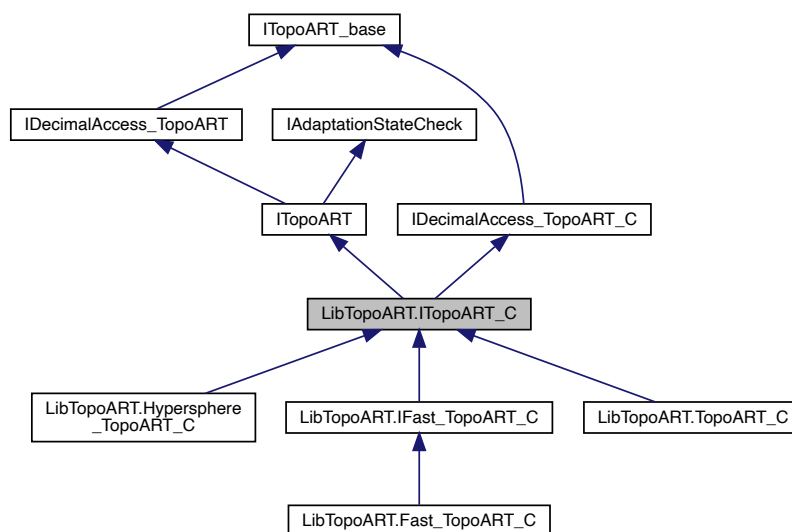 ITopoART_base
IDecimalAccess_TopoART
IAdaptationStateCheck
ITopoART
IDecimalAccess_TopoART_C
LibTopoART.ITopoART_C
LibTopoART.Hypersphere
_TopoART_C
LibTopoART.IFast_TopoART_C
LibTopoART.TopoART_C
LibTopoART.Fast_TopoART_C